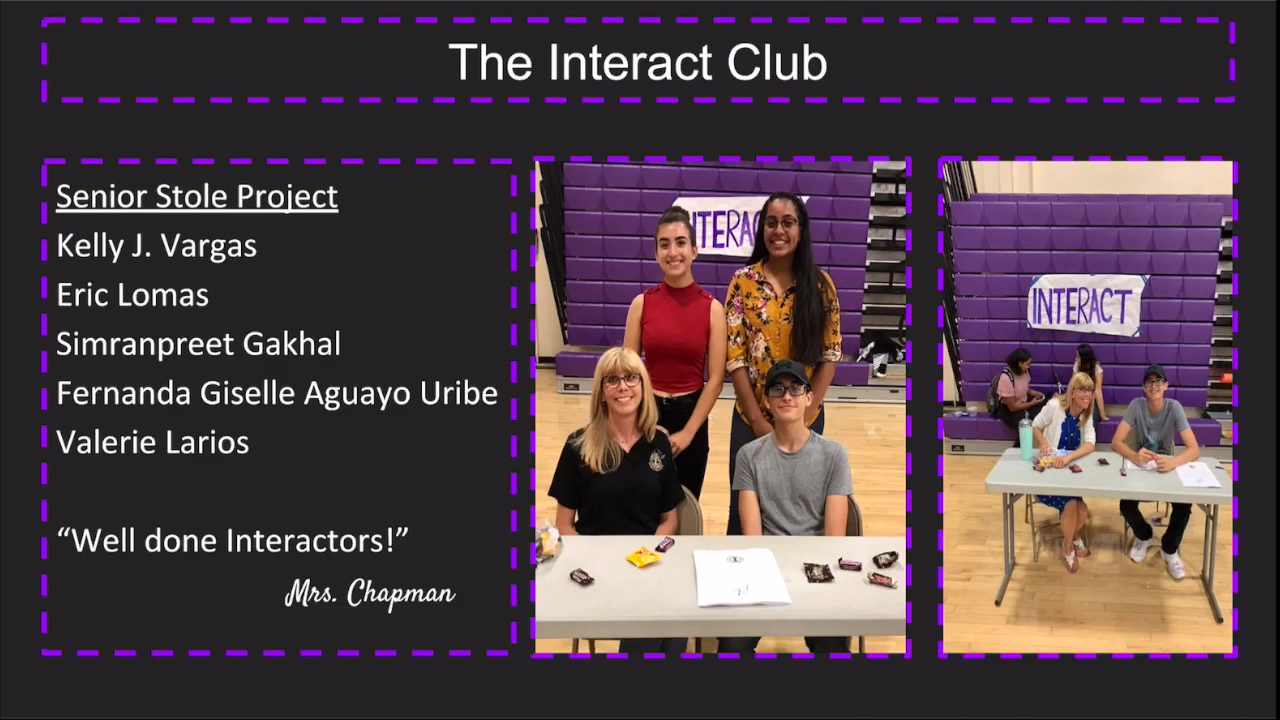 The Interact Club
Senior Stole Project
Kelly J. Vargas
Eric Lomas
Simranpreet Gakhal
Fernanda Giselle Aguayo Uribe
Valerie Larios
“Well done Interactors!”
Mrs. Chapman
INTERACT